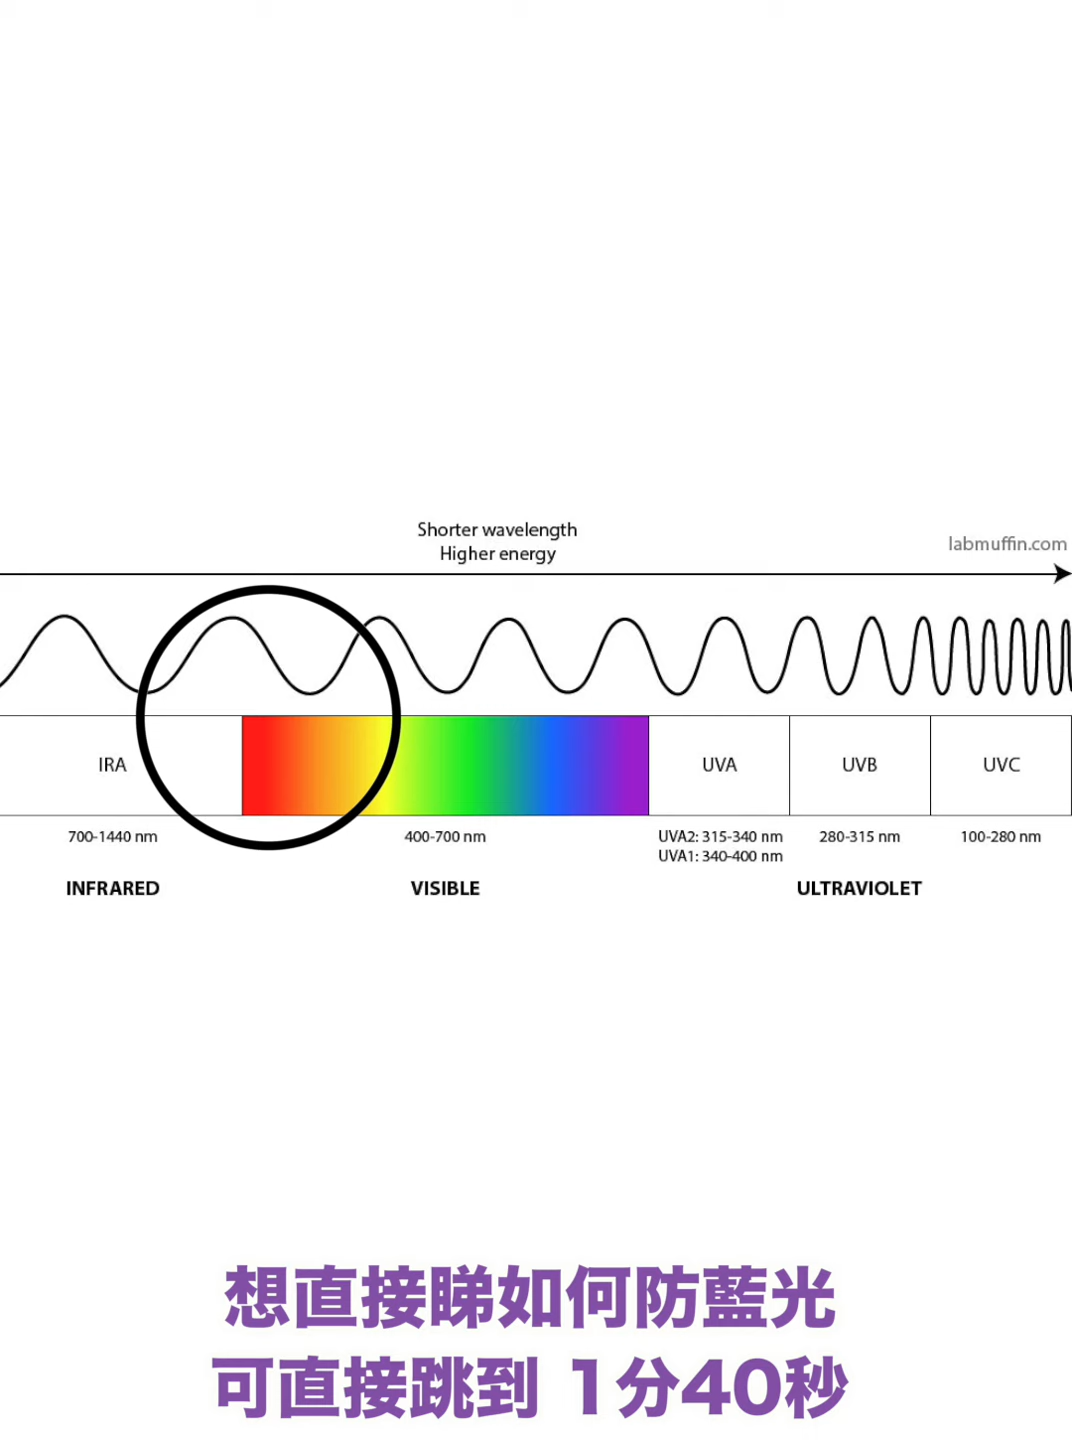 Shorter wavelength
Higher energy
labmuffin.com
IRA
UVA
UVB
UVC
700-1440 nm
400-700 nm
UVA2: 315-340 nm
UVA1: 340-400 nm
280-315 nm
100-280 nm
INFRARED
VISIBLE
ULTRAVIOLET
想直接睇如何防藍光
可直接跳到 1分40秒